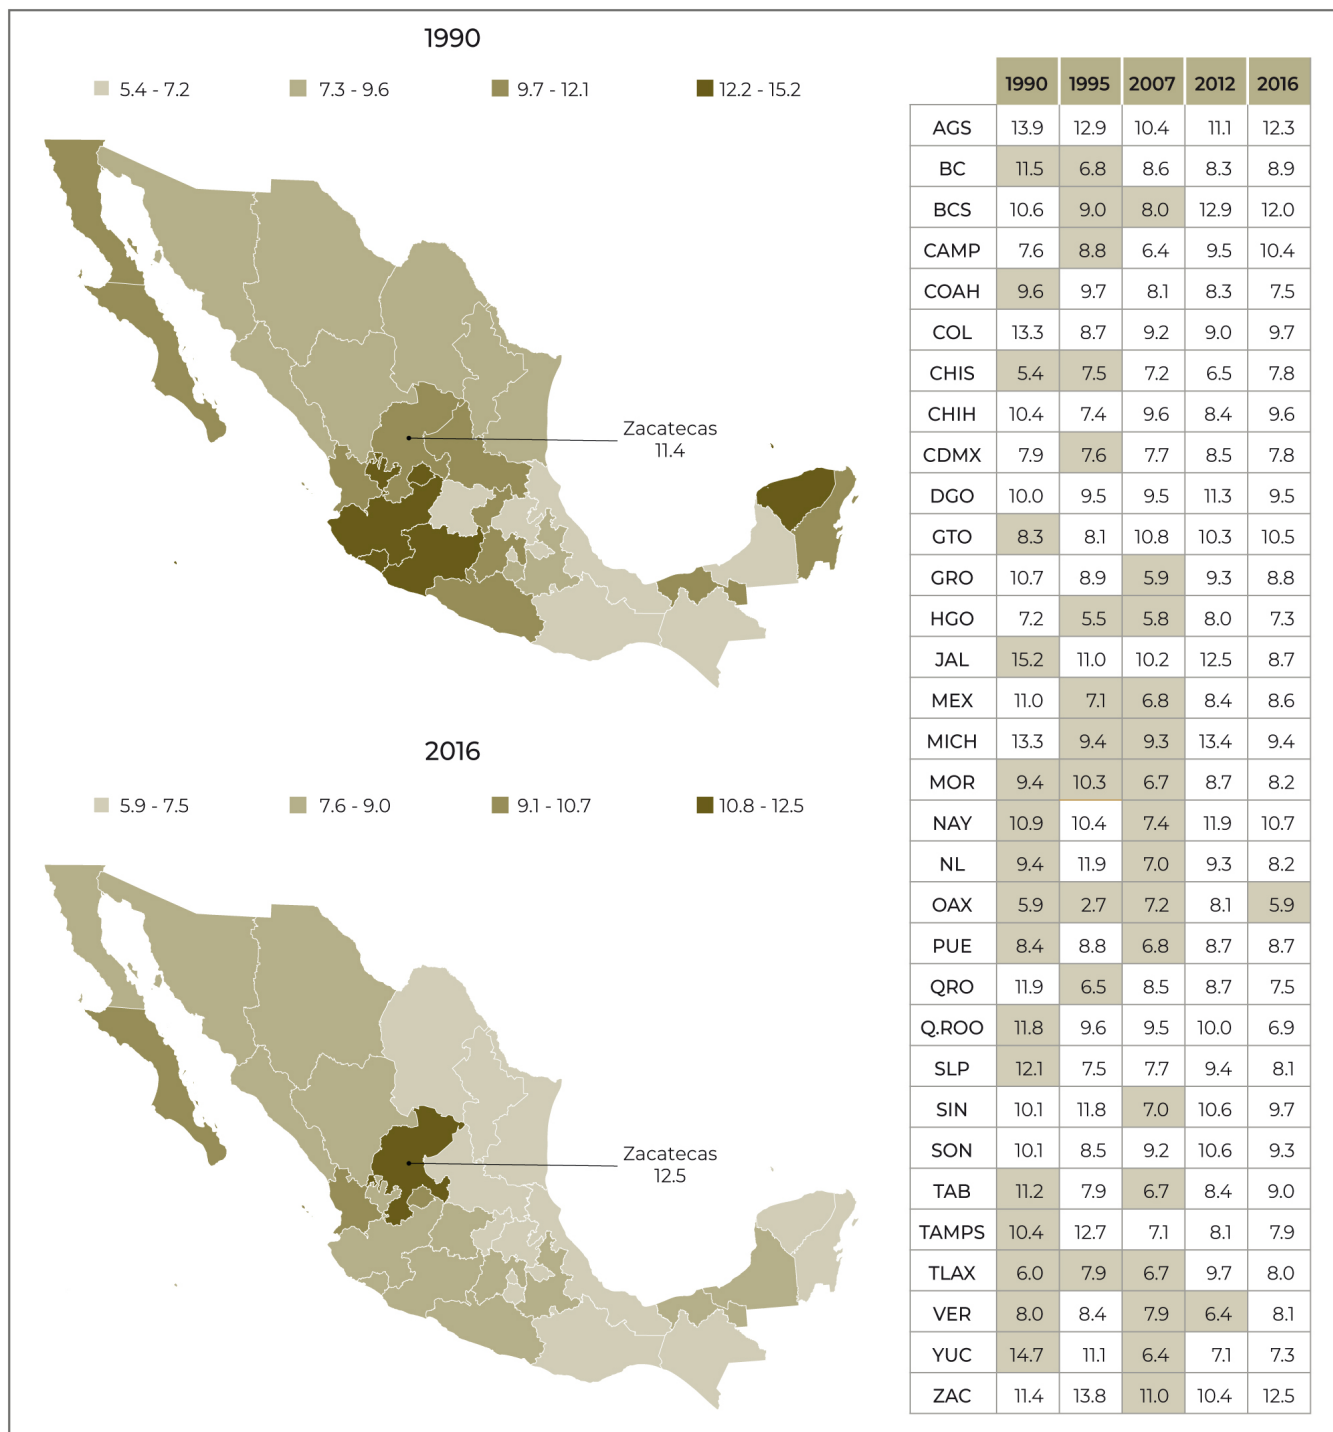 1990
5.4 - 7.2
7.3 - 9.6
9.7 - 12.1
12.2 - 15.2
Zacatecas
11.4
2016
5.9 - 7.5
7.6 - 9.0
9.1 - 10.7
10.8 - 12.5
Zacatecas
12.5
1990 1995 2007 2012 2016
AGS 13.9 12.9 10.4 11.1 12.3
BC 11.5 6.8 8.6 8.3 8.9
BCS 10.6 9.0 8.0 12.9 12.0
CAMP 7.6 8.8 6.4 9.5 10.4
COAH 9.6 9.7 8.1 8.3 7.5
COL 13.3 8.7 9.2 9.0 9.7
CHIS 5.4 7.5 7.2 6.5 7.8
CHIH 10.4 7.4 9.6 8.4 9.6
CDMX 7.9 7.6 7.7 8.5 7.8
DGO 10.0 9.5 9.5 11.3 9.5
GTO 8.3 8.1 10.8 10.3 10.5
GRO 10.7 8.9 5.9 9.3 8.8
HGO 7.2 5.5 5.8 8.0 7.3
JAL 15.2 11.0 10.2 12.5 8.7
MEX 11.0 7.1 6.8 8.4 8.6
MICH 13.3 9.4 9.3 13.4 9.4
MOR 9.4 10.3 6.7 8.7 8.2
NAY 10.9 10.4 7.4 11.9 10.7
NL 9.4 11.9 7.0 9.3 8.2
OAX 5.9 2.7 7.2 8.1 5.9
PUE 8.4 8.8 6.8 8.7 8.7
QRO 11.9 6.5 8.5 8.7 7.5
Q.ROO 11.8 9.6 9.5 10.0 6.9
SLP 12.1 7.5 7.7 9.4 8.1
SIN 10.1 11.8 7.0 10.6 9.7
SON 10.1 8.5 9.2 10.6 9.3
TAB 11.2 7.9 6.7 8.4 9.0
TAMPS 10.4 12.7 7.1 8.1 7.9
TLAX 6.0 7.9 6.7 9.7 8.0
VER 8.0 8.4 7.9 6.4 8.1
YUC 14.7 11.1 6.4 7.1 7.3
ZAC 11.4 13.8 11.0 10.4 12.5